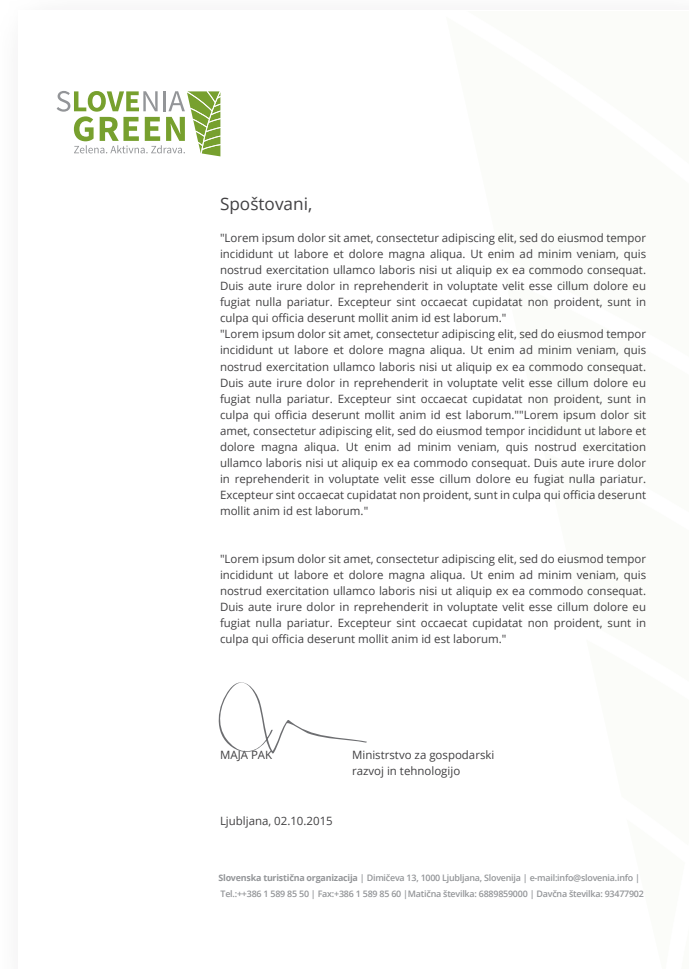 SLOVENIA
GREEN
Zelena. Aktivna. Zdrava.
Spoštovani,
"Lorem ipsum dolor sit amet, consectetur adipiscing elit, sed do eiusmod tempor
incididunt ut labore et dolore magna aliqua. Ut enim ad minim veniam, quis
nostrud exercitation ullamco laboris nisi ut aliquip ex ea commodo consequat.
Duis aute irure dolor in reprehenderit in voluptate velit esse cillum dolore eu
fugiat nulla pariatur. Excepteur sint occaecat cupidatat non proident, sunt in
culpa qui officia deserunt mollit anim id est laborum."
"Lorem ipsum dolor sit amet, consectetur adipiscing elit, sed do eiusmod tempor
incididunt ut labore et dolore magna aliqua. Ut enim ad minim veniam, quis
nostrud exercitation ullamco laboris nisi ut aliquip ex ea commodo consequat.
Duis aute irure dolor in reprehenderit in voluptate velit esse cillum dolore eu
fugiat nulla pariatur. Excepteur sint occaecat cupidatat non proident, sunt in
culpa qui officia deserunt mollit anim id est laborum.""Lorem ipsum dolor sit
amet, consectetur adipiscing elit, sed do eiusmod tempor incididunt ut labore et
dolore magna aliqua. Ut enim ad minim veniam, quis nostrud exercitation
ullamco laboris nisi ut aliquip ex ea commodo consequat. Duis aute irure dolor
in reprehenderit in voluptate velit esse cillum dolore eu fugiat nulla pariatur.
Excepteur sint occaecat cupidatat non proident, sunt in culpa qui officia deserunt
mollit anim id est laborum."
"Lorem ipsum dolor sit amet, consectetur adipiscing elit, sed do eiusmod tempor
incididunt ut labore et dolore magna aliqua. Ut enim ad minim veniam, quis
nostrud exercitation ullamco laboris nisi ut aliquip ex ea commodo consequat.
Duis aute irure dolor in reprehenderit in voluptate velit esse cillum dolore eu
fugiat nulla pariatur. Excepteur sint occaecat cupidatat non proident, sunt in
culpa qui officia deserunt mollit anim id est laborum."
MAJA PAK
Ministrstvo za gospodarski
razvoj in tehnologijo
Ljubljana, 02.10.2015
Slovenska turistična organizacija | Dimičeva 13, 1000 Ljubljana, Slovenija | e-mail:info@slovenia.info |
Tel.:++386 1 589 85 50 | Fax:+386 1 589 85 60 |Matična številka: 6889859000 | Davčna številka: 93477902